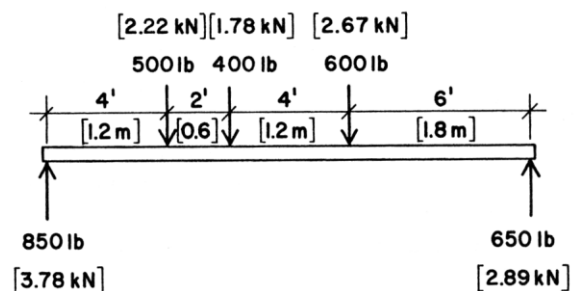 [2.22 kN] [1.78 kN] [2.67 kN]
500 lb 400 lb 600 lb
4' 2' 4' 6'
[1.2 m] [0.6] [1.2 m] [1.8 m]
850 lb 650 lb
[3.78 kN] [2.89 kN]